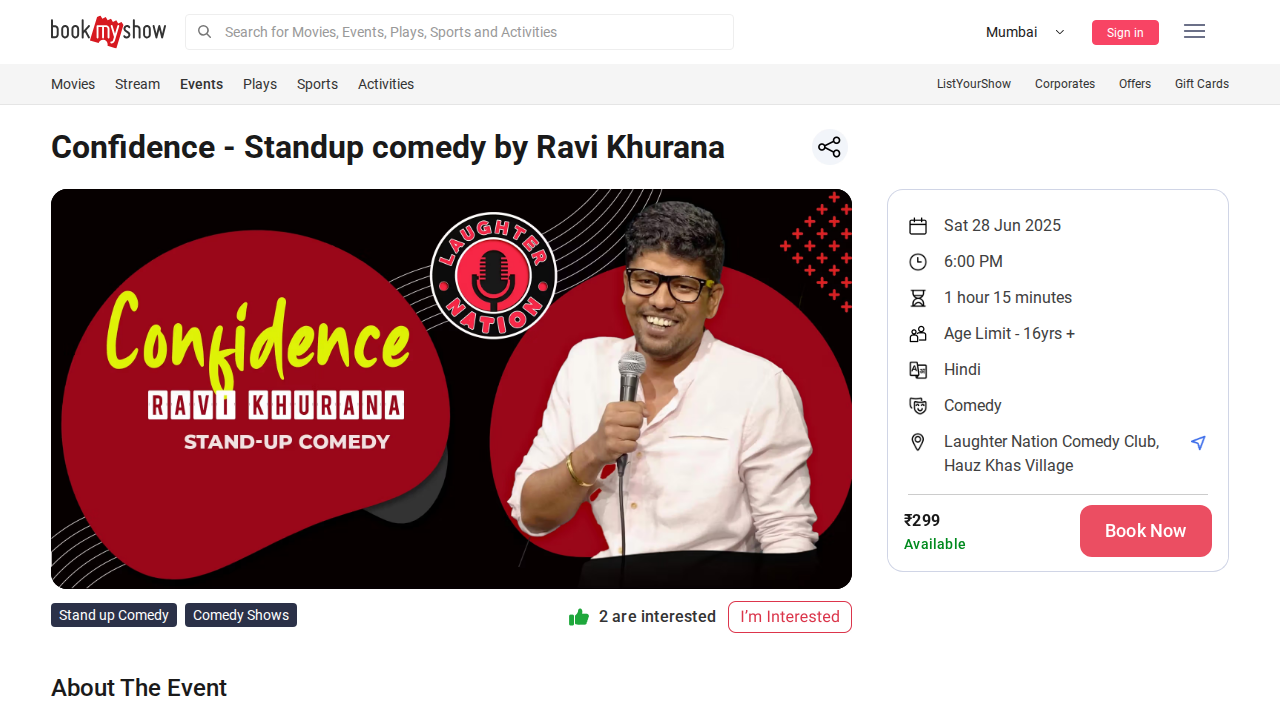 bookmyshow
Search for Movies, Events, Plays, Sports and Activities
Mumbai
Sign in
Movies
Stream
Events
Plays
Sports
Activities
ListYourShow
Corporates
Offers
Gift Cards
Confidence - Standup comedy by Ravi Khurana
LAUGHTER
NATION
Confidence
RAVI KHURANA
STAND-UP COMEDY
Sat 28 Jun 2025
6:00 PM
1 hour 15 minutes
Age Limit - 16yrs +
Hindi
Comedy
Laughter Nation Comedy Club,
Hauz Khas Village
₹299
Available
Book Now
Stand up Comedy
Comedy Shows
2 are interested
I’m Interested
About The Event